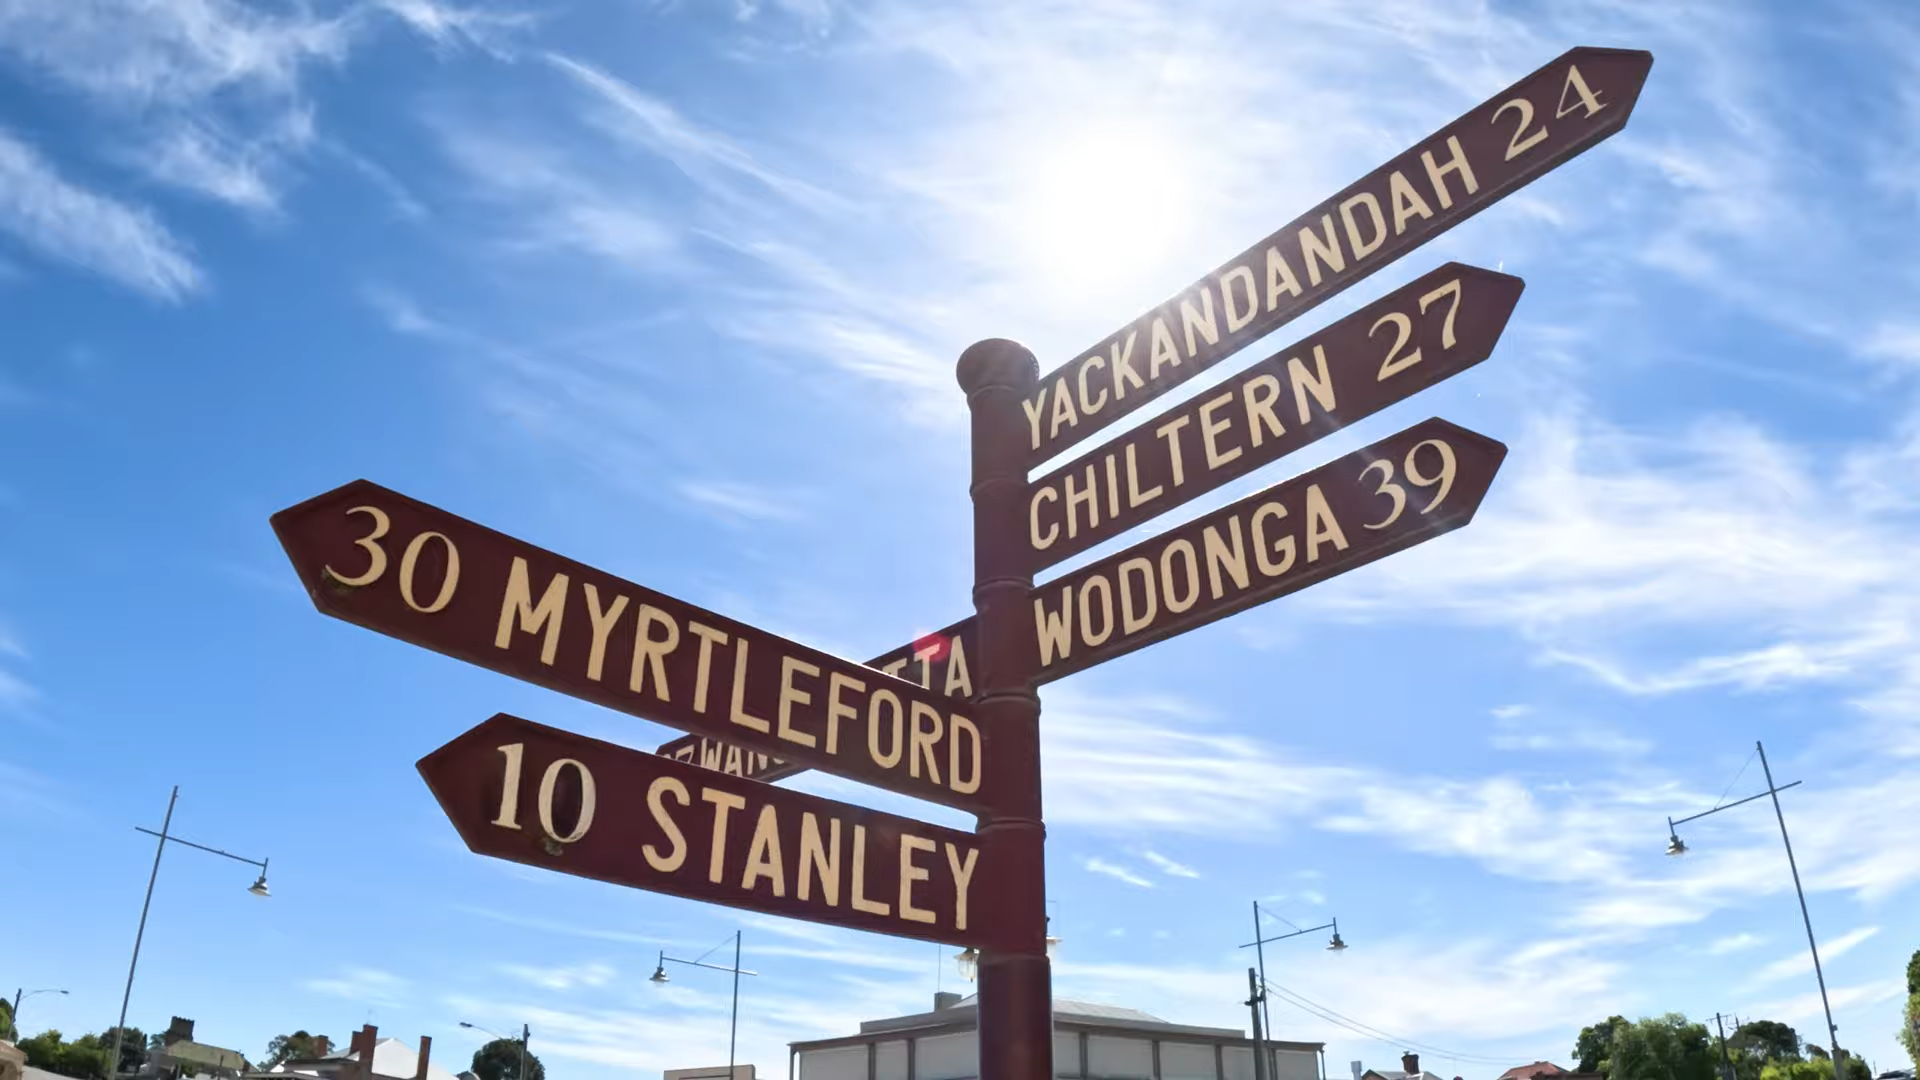 YACKANDANDAH 24
CHILTERN 27
WODONGA 39
30 MYRTLEFORD
10 STANLEY